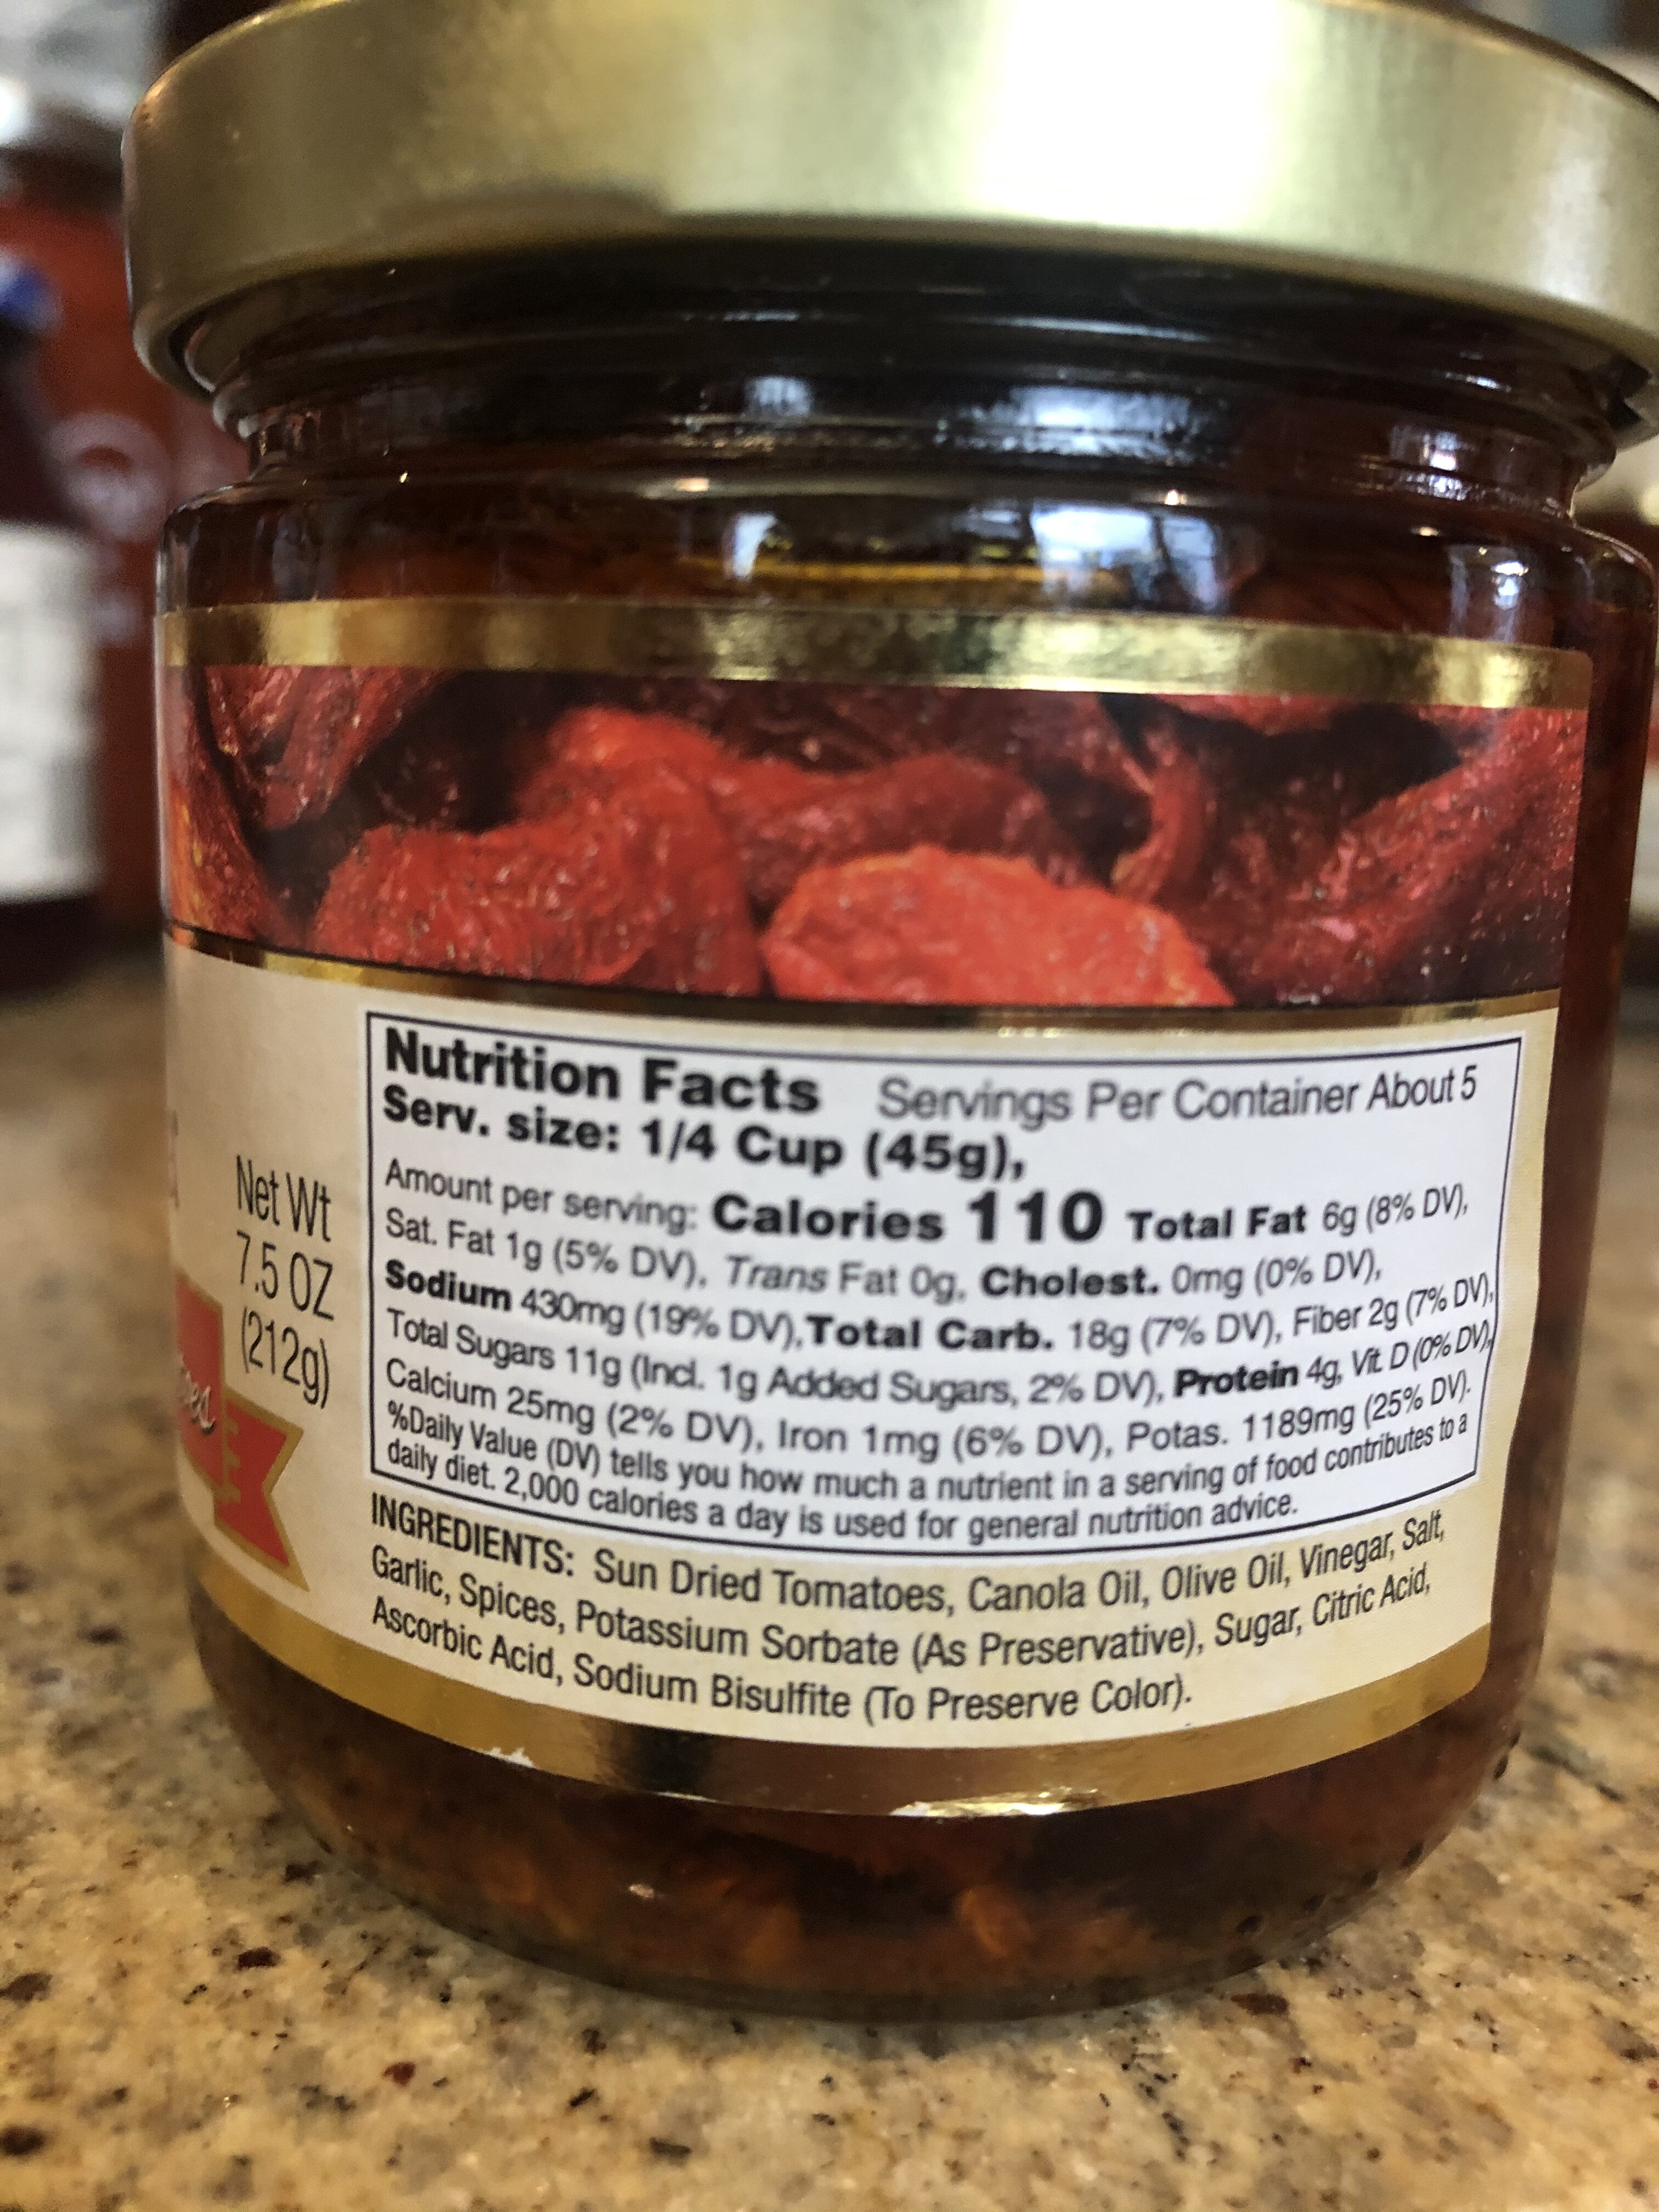 Nutrition Facts Servings Per Container About 5
Serv. size: 1/4 Cup (45g),
Amount per serving: Calories 110 Total Fat 6g (8% DV),
Sat. Fat 1g (5% DV), Trans Fat 0g, Cholest. 0mg (0% DV),
Sodium 430mg (19% DV), Total Carb. 18g (7% DV), Fiber 2g (7% DV),
Total Sugars 11g (Incl. 1g Added Sugars, 2% DV), Protein 4g, Vit. D (0% DV),
Calcium 25mg (2% DV), Iron 1mg (6% DV), Potas. 1189mg (25% DV).
%Daily Value (DV) tells you how much a nutrient in a serving of food contributes to a
daily diet. 2,000 calories a day is used for general nutrition advice.
Net Wt
7.5 OZ
(212g)
INGREDIENTS: Sun Dried Tomatoes, Canola Oil, Olive Oil, Vinegar, Salt,
Garlic, Spices, Potassium Sorbate (As Preservative), Sugar, Citric Acid,
Ascorbic Acid, Sodium Bisulfite (To Preserve Color).